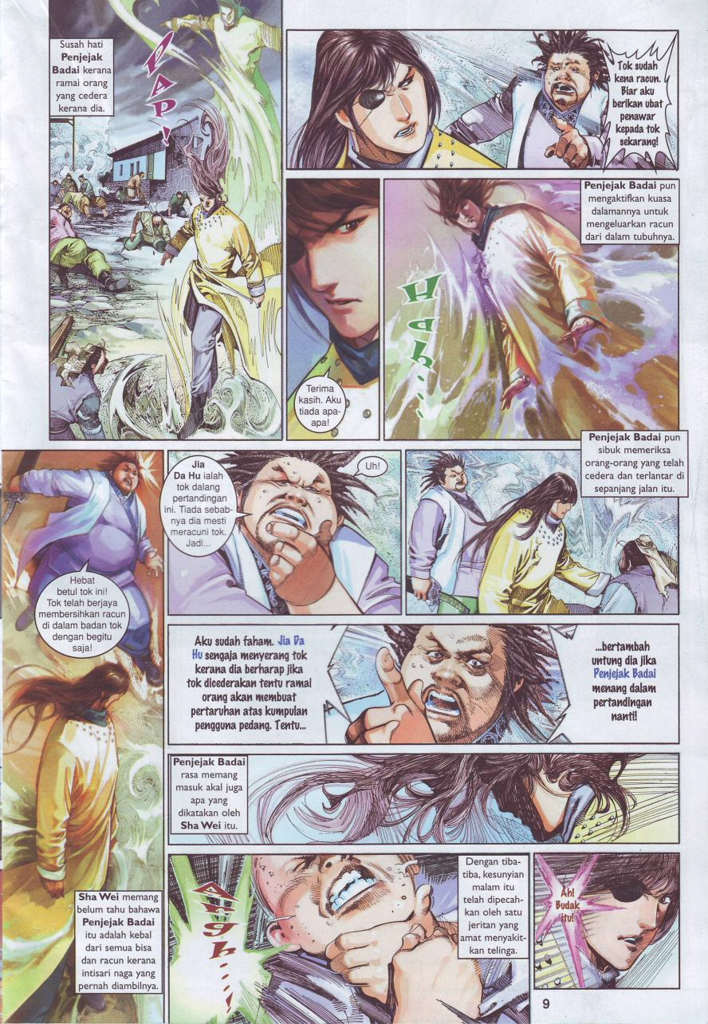 Susah hati
Penjejak
Badai kerana
ramai orang
yang cedera
kerana dia.
PAP!
Tok sudah
kena racun.
Biar aku
berikan ubat
penawar
kepada tok
sekarang!
Terima
kasih. Aku
tiada apa-
apa!
Penjejak Badai pun
mengaktifkan kuasa
dalamannya untuk
mengeluarkan racun
dari dalam tubuhnya.
Hah...
Hebat
betul tok ini!
Tok telah berjaya
membersihkan racun
di dalam badan tok
dengan begitu
saja!
Sha Wei memang
belum tahu bahawa
Penjejak Badai
itu adalah kebal
dari semua bisa
dan racun kerana
intisari naga yang
pernah diambilnya.
Jia
Da Hu ialah
tok dalang
pertandingan
ini. Tiada sebab-
nya dia mesti
meracuni tok.
Jadi...
Uh!
Penjejak Badai pun
sibuk memeriksa
orang-orang yang telah
cedera dan terlantar di
sepanjang jalan itu.
Aku sudah faham. Jia Da
Hu sengaja menyerang tok
kerana dia berharap jika
tok dicederakan tentu ramal
orang akan membuat
pertaruhan atas kumpulan
pengguna pedang. Tentu...
...bertambah
untung dia jika
Penjejak Badai
menang dalam
pertandingan
nanti!
Penjejak Badai
rasa memang
masuk akal juga
apa yang
dikatakan oleh
Sha Wei itu.
Dengan tiba-
tiba, kesunyian
malam itu
telah dipecah-
kan oleh satu
jeritan yang
amat menyakit-
kan telinga.
Ah!
Budak
itu!
9